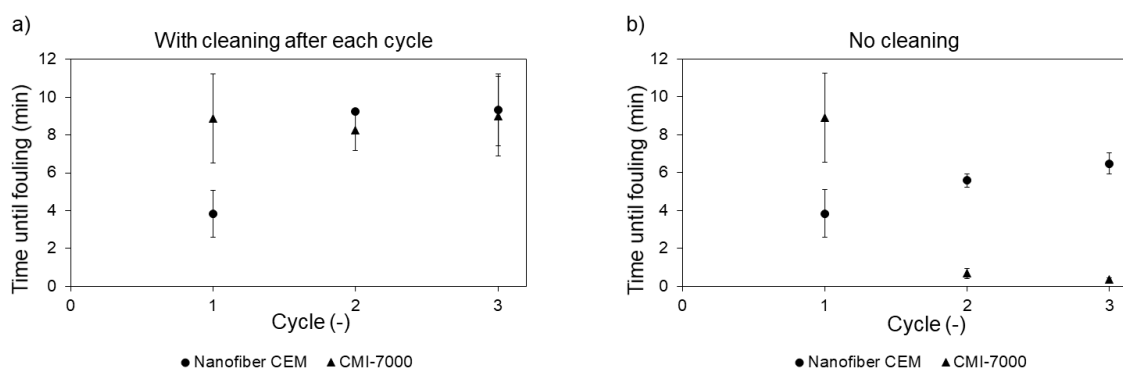 a)
With cleaning after each cycle
Time until fouling (min)
12
10
8
6
4
2
0
0
1
2
3
Cycle (-)
● Nanofiber CEM ▲ CMI-7000
b)
No cleaning
Time until fouling (min)
12
10
8
6
4
2
0
0
1
2
3
Cycle (-)
● Nanofiber CEM ▲ CMI-7000